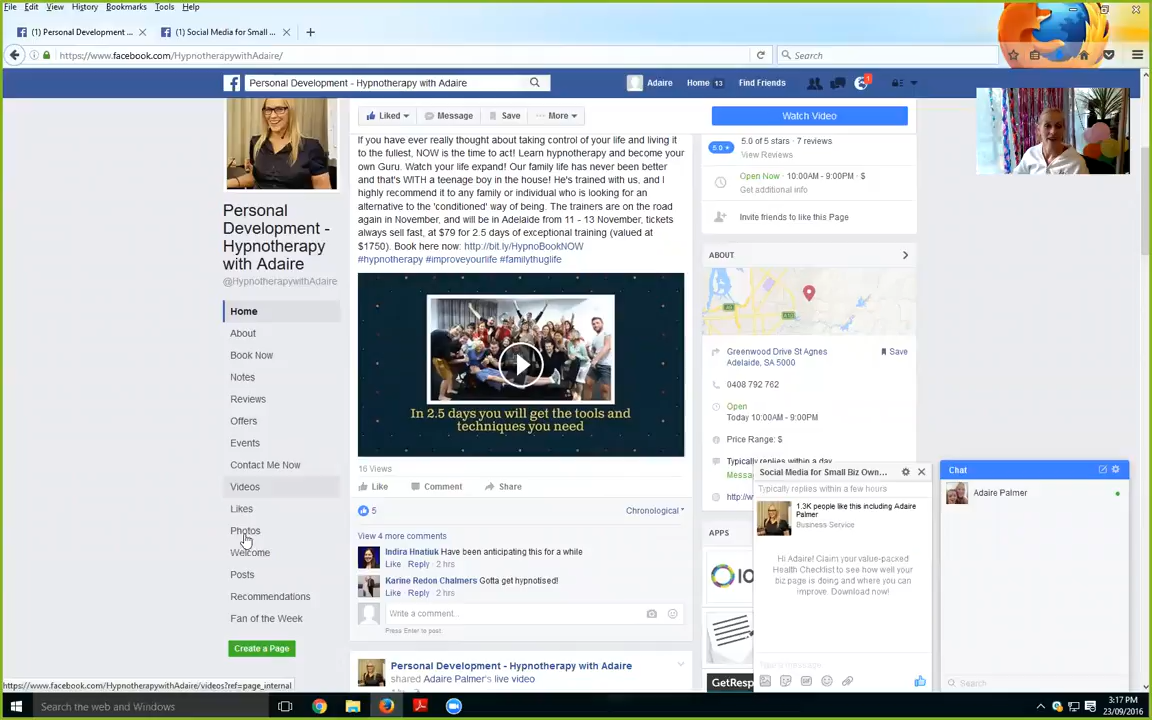 File Edit View History Bookmarks Tools Help
(1) Personal Development ...
(1) Social Media for Small ...
https://www.facebook.com/HypnotherapywithAdaire/
Search
Personal Development - Hypnotherapy with Adaire
Adaire
Home 13
Find Friends
1
Liked
Message
Save
More
Watch Video
If you have ever really thought about taking control of your life and living it
to the fullest, NOW is the time to act! Learn hypnotherapy and become your
own Guru. Watch your life expand! Our family life has never been better
and that's WITH a teenage boy in the house! He's trained with us, and I
highly recommend it to any family or individual who is looking for an
alternative to the 'conditioned' way of being. The trainers are on the road
again in November, and will be in Adelaide from 11 - 13 November, tickets
always sell fast, at $79 for 2.5 days of exceptional training (valued at
$1750). Book here now: http://bit.ly/HypnoBookNOW
#hypnotherapy #improveyourlife #familythuglife
In 2.5 days you will get the tools and
techniques you need
16 Views
Like Comment Share
5
Chronological
View 4 more comments
Indira Hnatiuk Have been anticipating this for a while
Like · Reply · 2 hrs
Karine Redon Chalmers Gotta get hypnotised!
Like · Reply · 2 hrs
Write a comment...
Press Enter to post.
Personal Development - Hypnotherapy with Adaire
shared Adaire Palmer's live video
Personal
Development -
Hypnotherapy
with Adaire
@HypnotherapywithAdaire
Home
About
Book Now
Notes
Reviews
Offers
Events
Contact Me Now
Videos
Likes
Photos
Welcome
Posts
Recommendations
Fan of the Week
Create a Page
5.0
5.0 of 5 stars · 7 reviews
View Reviews
Open Now · 10:00AM - 9:00PM · $
Get additional info
Invite friends to like this Page
ABOUT
Greenwood Drive St Agnes
Adelaide, SA 5000
Save
0408 792 762
Open
Today 10:00AM - 9:00PM
Price Range: $
Typically replies within a day
http://w
APPS
GetResp
Social Media for Small Biz Own...
Typically replies within a few hours
1.3K people like this including Adaire
Palmer
Business Service
Hi Adaire! Claim your value-packed
Health Checklist to see how well your
biz page is doing and where you can
improve. Download now!
Type a message...
Chat
Adaire Palmer
Search
https://www.facebook.com/HypnotherapywithAdaire/videos?ref=page_internal
Search the web and Windows
3:17 PM
23/09/2016